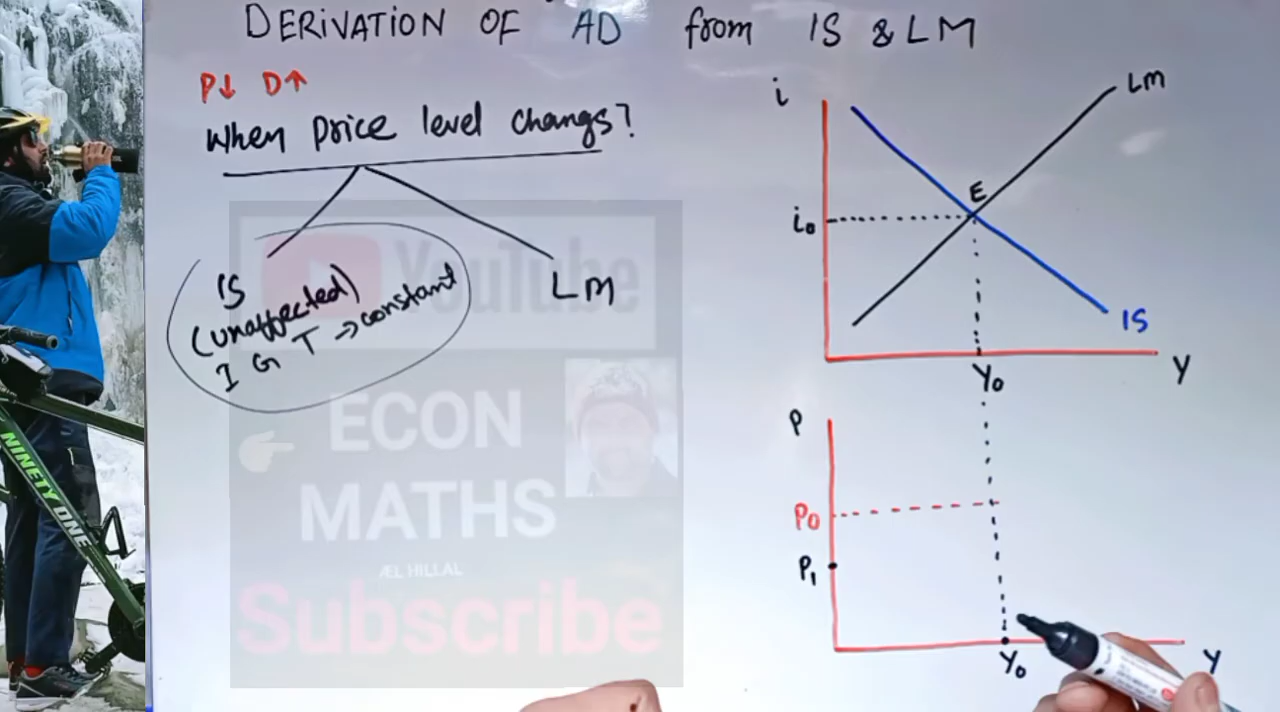 DERIVATION OF AD from IS & LM
P↓ D↑
When price level changs?
IS
(unaffected)
I G T → constant
LM
i
LM
E
i₀
IS
Y₀
Y
P
P₀
P₁
Y₀
Y
YouTube
ECON
MATHS
ÆL HILLAL
Subscribe
NINETY ONE